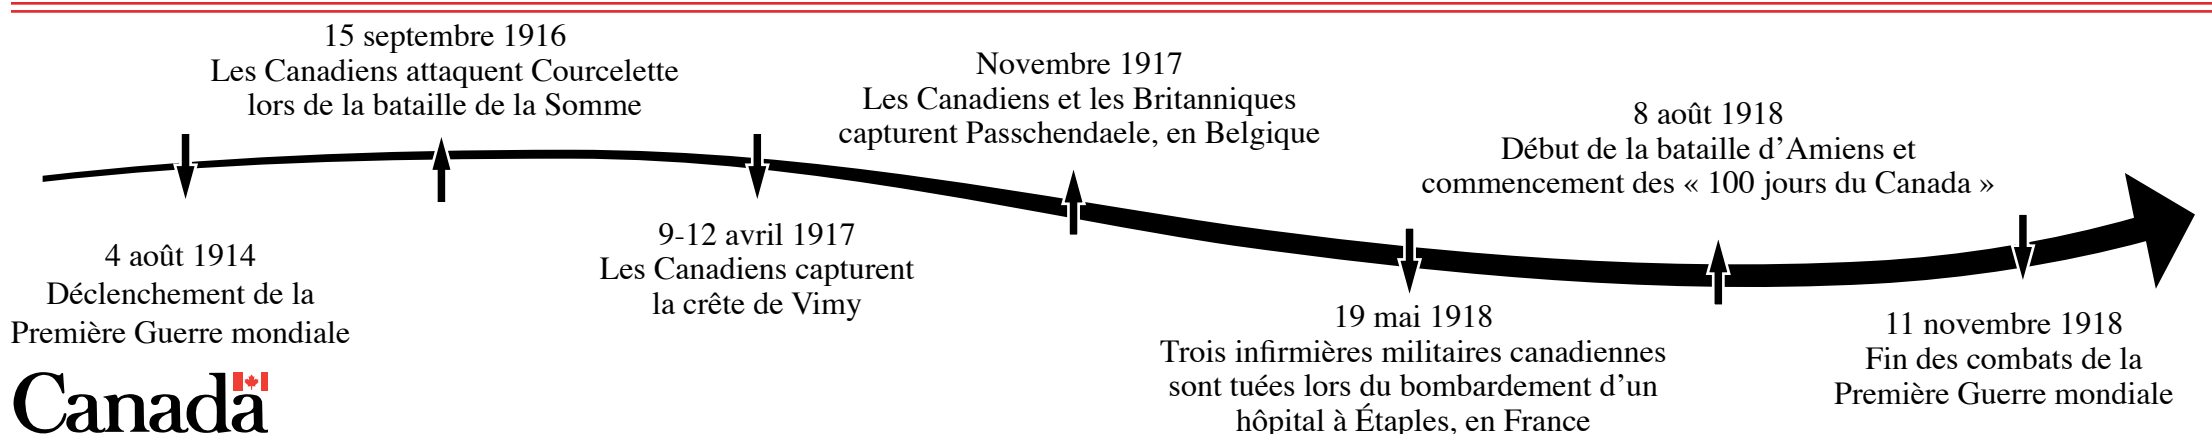 15 septembre 1916
Les Canadiens attaquent Courcelette
lors de la bataille de la Somme
Novembre 1917
Les Canadiens et les Britanniques
capturent Passchendaele, en Belgique
8 août 1918
Début de la bataille d’Amiens et
commencement des « 100 jours du Canada »
4 août 1914
Déclenchement de la
Première Guerre mondiale
9-12 avril 1917
Les Canadiens capturent
la crête de Vimy
19 mai 1918
Trois infirmières militaires canadiennes
sont tuées lors du bombardement d’un
hôpital à Étaples, en France
11 novembre 1918
Fin des combats de la
Première Guerre mondiale
Canada